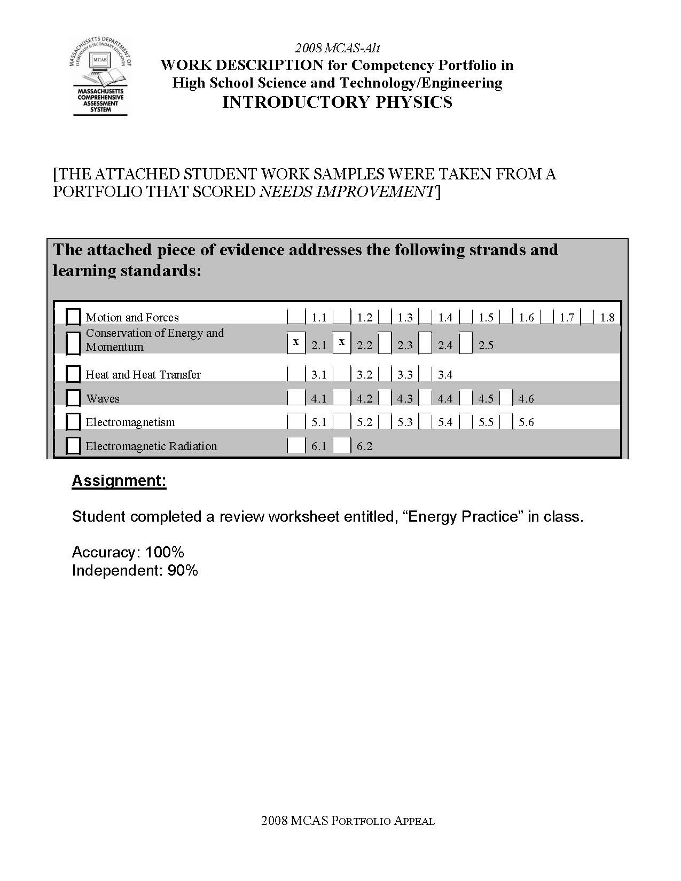 MASSACHUSETTS DEPARTMENT OF
ELEMENTARY & SECONDARY EDUCATION
MCAS
MASSACHUSETTS
COMPREHENSIVE
ASSESSMENT
SYSTEM
2008 MCAS-Alt
WORK DESCRIPTION for Competency Portfolio in
High School Science and Technology/Engineering
INTRODUCTORY PHYSICS
[THE ATTACHED STUDENT WORK SAMPLES WERE TAKEN FROM A
PORTFOLIO THAT SCORED NEEDS IMPROVEMENT]
The attached piece of evidence addresses the following strands and
learning standards:
Motion and Forces 1.1 1.2 1.3 1.4 1.5 1.6 1.7 1.8
Conservation of Energy and
Momentum x 2.1 x 2.2 2.3 2.4 2.5
Heat and Heat Transfer 3.1 3.2 3.3 3.4
Waves 4.1 4.2 4.3 4.4 4.5 4.6
Electromagnetism 5.1 5.2 5.3 5.4 5.5 5.6
Electromagnetic Radiation 6.1 6.2
Assignment:
Student completed a review worksheet entitled, “Energy Practice” in class.
Accuracy: 100%
Independent: 90%
2008 MCAS PORTFOLIO APPEAL